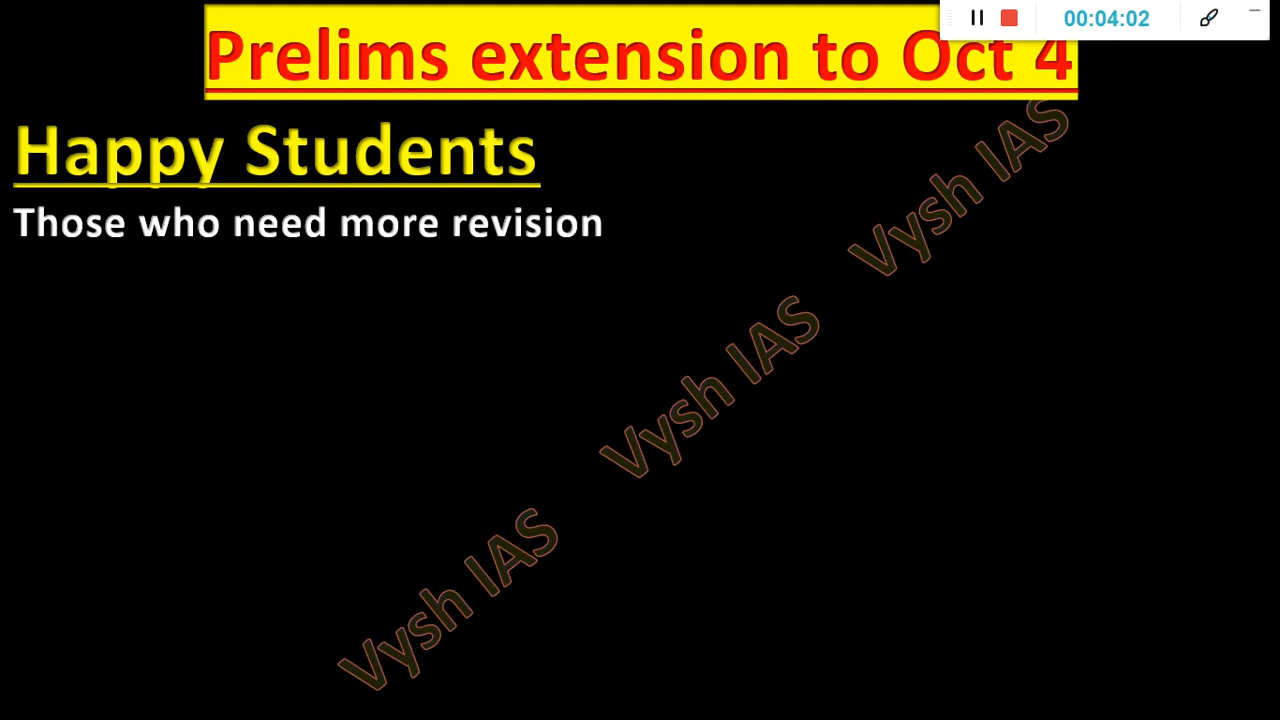 Prelims extension to Oct 4
00:04:02
Happy Students
Those who need more revision
Vysh IAS
Vysh IAS
Vysh IAS